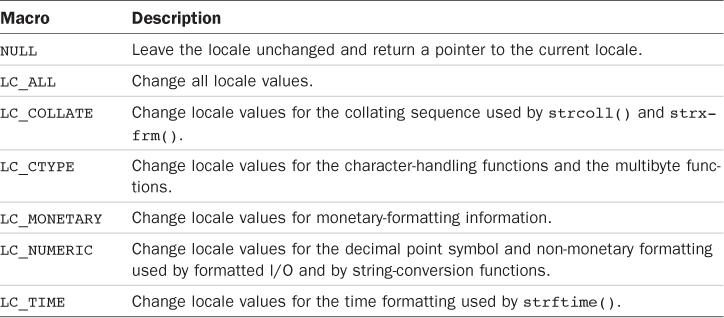 Macro Description
NULL Leave the locale unchanged and return a pointer to the current locale.
LC_ALL Change all locale values.
LC_COLLATE Change locale values for the collating sequence used by strcoll() and strx-
frm().
LC_CTYPE Change locale values for the character-handling functions and the multibyte func-
tions.
LC_MONETARY Change locale values for monetary-formatting information.
LC_NUMERIC Change locale values for the decimal point symbol and non-monetary formatting
used by formatted I/O and by string-conversion functions.
LC_TIME Change locale values for the time formatting used by strftime().